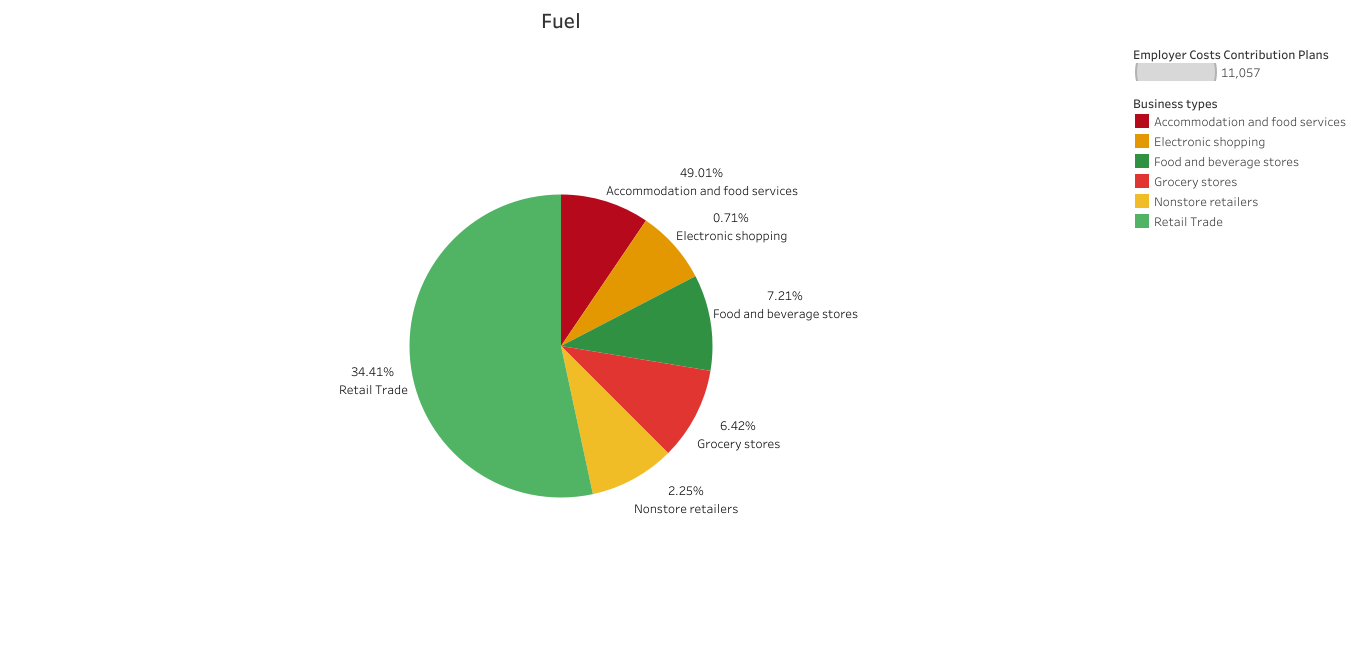 Fuel
Employer Costs Contribution Plans
11,057
Business types
Accommodation and food services
Electronic shopping
Food and beverage stores
Grocery stores
Nonstore retailers
Retail Trade
49.01%
Accommodation and food services
0.71%
Electronic shopping
7.21%
Food and beverage stores
34.41%
Retail Trade
6.42%
Grocery stores
2.25%
Nonstore retailers